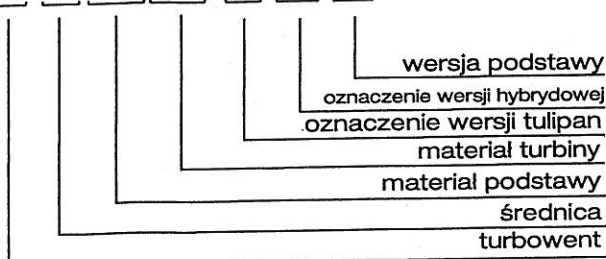 wersja podstawy
oznaczenie wersji hybrydowej
oznaczenie wersji tulipan
materiał turbiny
materiał podstawy
średnica
turbowent